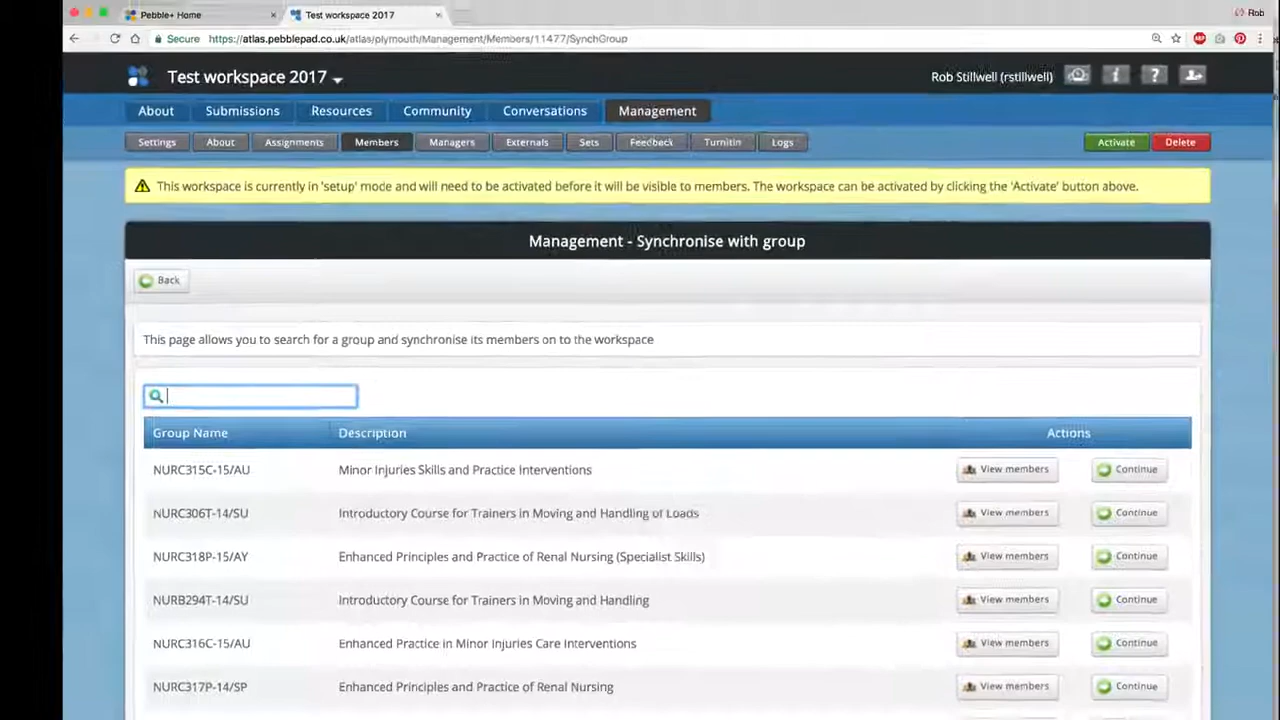 Pebble+ Home
Test workspace 2017
Rob
Secure https://atlas.pebblepad.co.uk/atlas/plymouth/Management/Members/11477/SynchGroup
Test workspace 2017
Rob Stillwell (rstillwell)
About Submissions Resources Community Conversations Management
Settings About Assignments Members Managers Externals Sets Feedback Turnitin Logs Activate Delete
This workspace is currently in 'setup' mode and will need to be activated before it will be visible to members. The workspace can be activated by clicking the 'Activate' button above.
Management - Synchronise with group
Back
This page allows you to search for a group and synchronise its members on to the workspace
Group Name Description Actions
NURC315C-15/AU Minor Injuries Skills and Practice Interventions View members Continue
NURC306T-14/SU Introductory Course for Trainers in Moving and Handling of Loads View members Continue
NURC318P-15/AY Enhanced Principles and Practice of Renal Nursing (Specialist Skills) View members Continue
NURB294T-14/SU Introductory Course for Trainers in Moving and Handling View members Continue
NURC316C-15/AU Enhanced Practice in Minor Injuries Care Interventions View members Continue
NURC317P-14/SP Enhanced Principles and Practice of Renal Nursing View members Continue